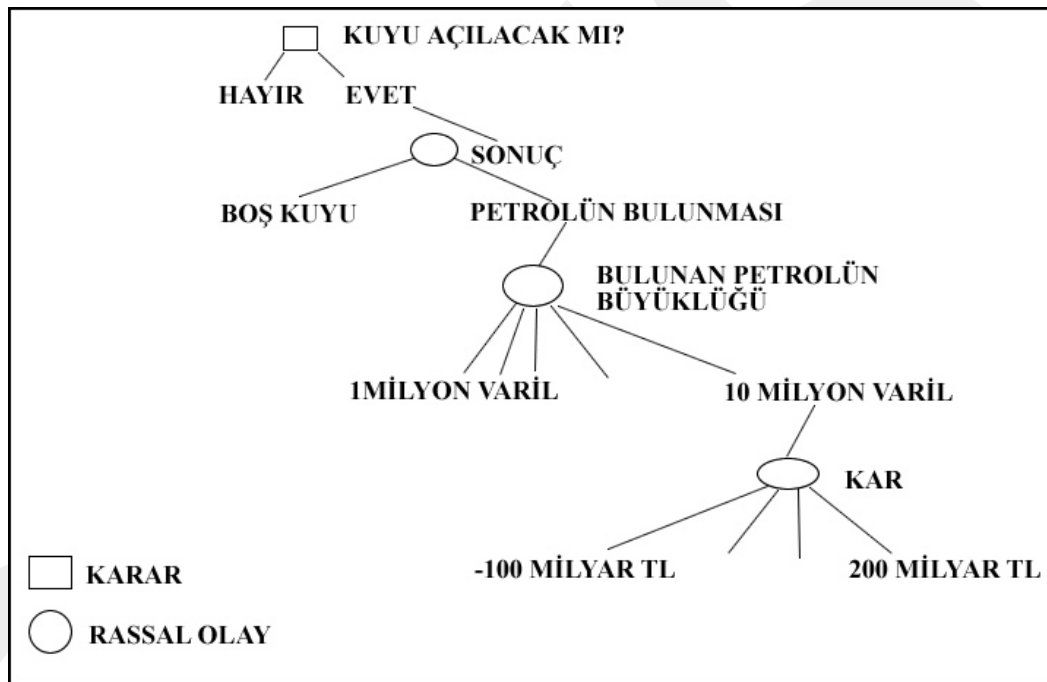 KUYU AÇILACAK MI?
HAYIR
EVET
SONUÇ
BOŞ KUYU
PETROLÜN BULUNMASI
BULUNAN PETROLÜN
BÜYÜKLÜĞÜ
1MİLYON VARİL
10 MİLYON VARİL
KAR
-100 MİLYAR TL
200 MİLYAR TL
KARAR
RASSAL OLAY